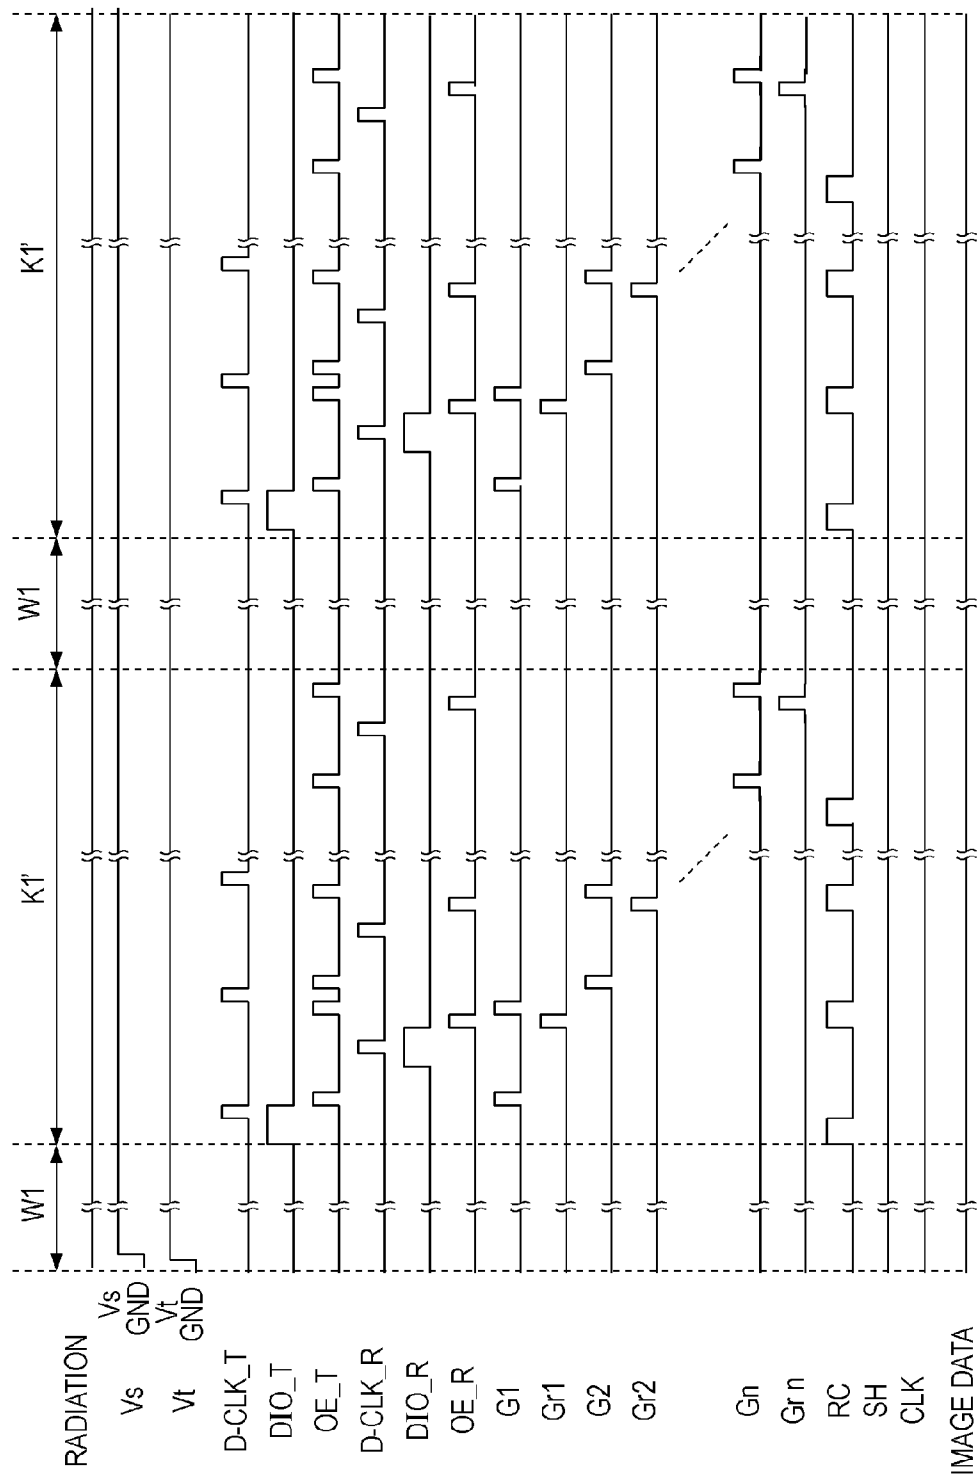 W1
K1'
W1
K1'
RADIATION
Vs
Vs
GND
Vt
Vt
GND
D-CLK_T
DIO_T
OE_T
D-CLK_R
DIO_R
OE_R
G1
Gr1
G2
Gr2
Gn
Gr n
RC
SH
CLK
IMAGE DATA